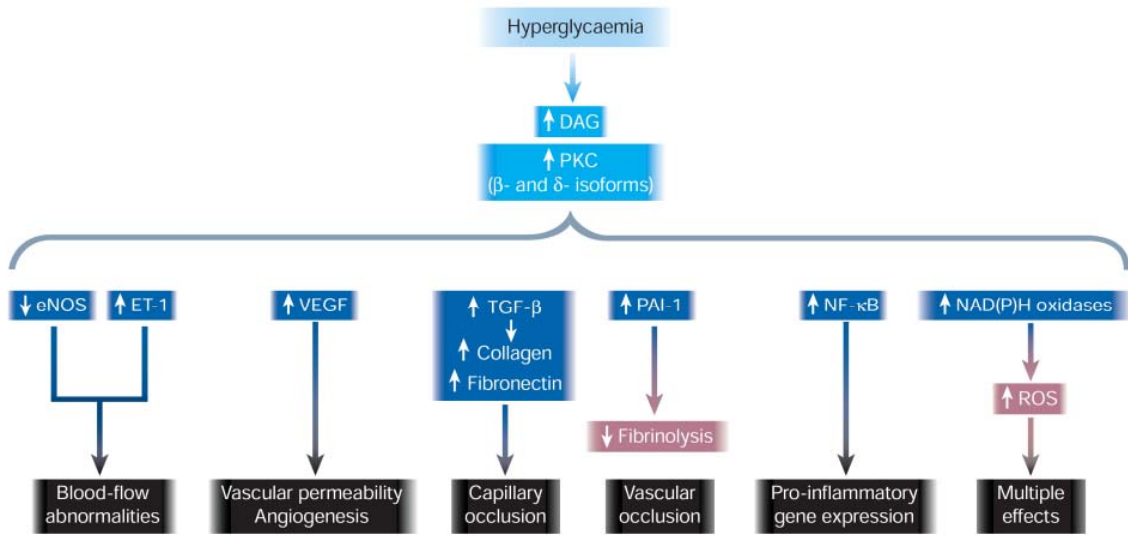 Hyperglycaemia
↑ DAG
↑ PKC
(β- and δ- isoforms)
↓ eNOS
↑ ET-1
↑ VEGF
↑ TGF-β
↑ Collagen
↑ Fibronectin
↑ PAI-1
↑ NF-κB
↑ NAD(P)H oxidases
↑ ROS
↓ Fibrinolysis
Blood-flow
abnormalities
Vascular permeability
Angiogenesis
Capillary
occlusion
Vascular
occlusion
Pro-inflammatory
gene expression
Multiple
effects